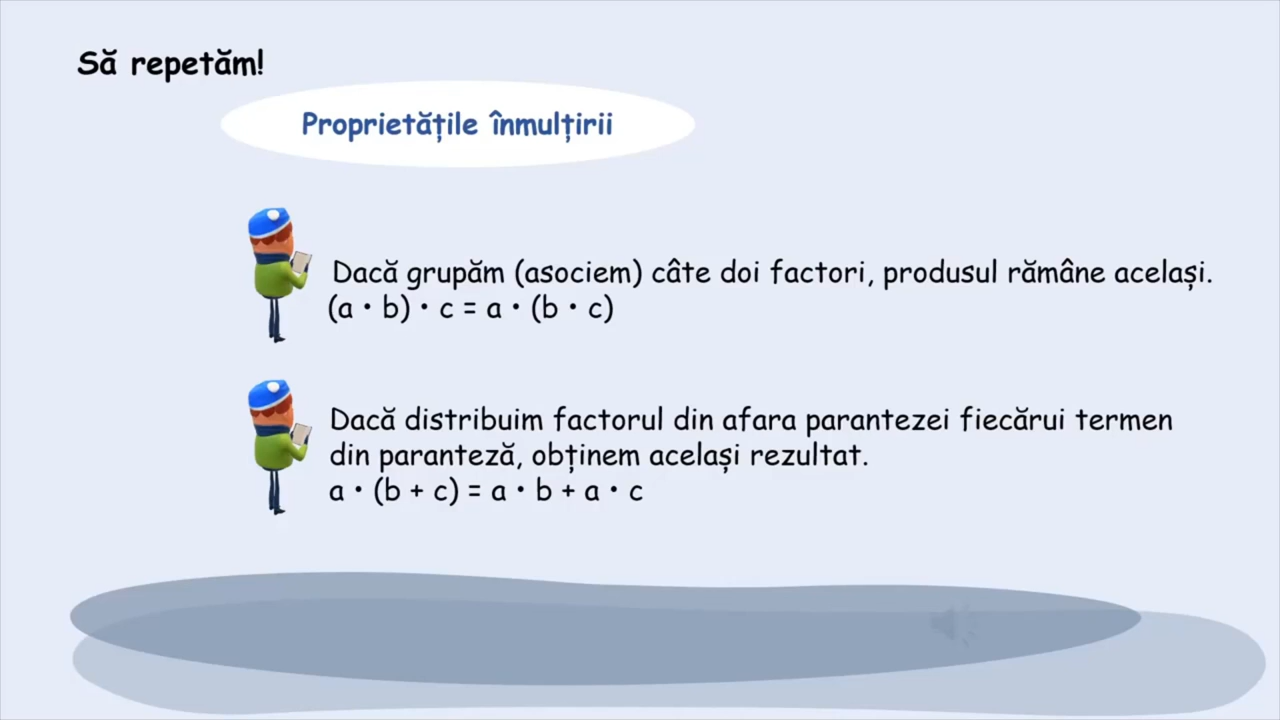 Să repetăm!
Proprietățile înmulțirii
Dacă grupăm (asociem) câte doi factori, produsul rămâne același.
(a • b) • c = a • (b • c)
Dacă distribuim factorul din afara parantezei fiecărui termen
din paranteză, obținem același rezultat.
a • (b + c) = a • b + a • c